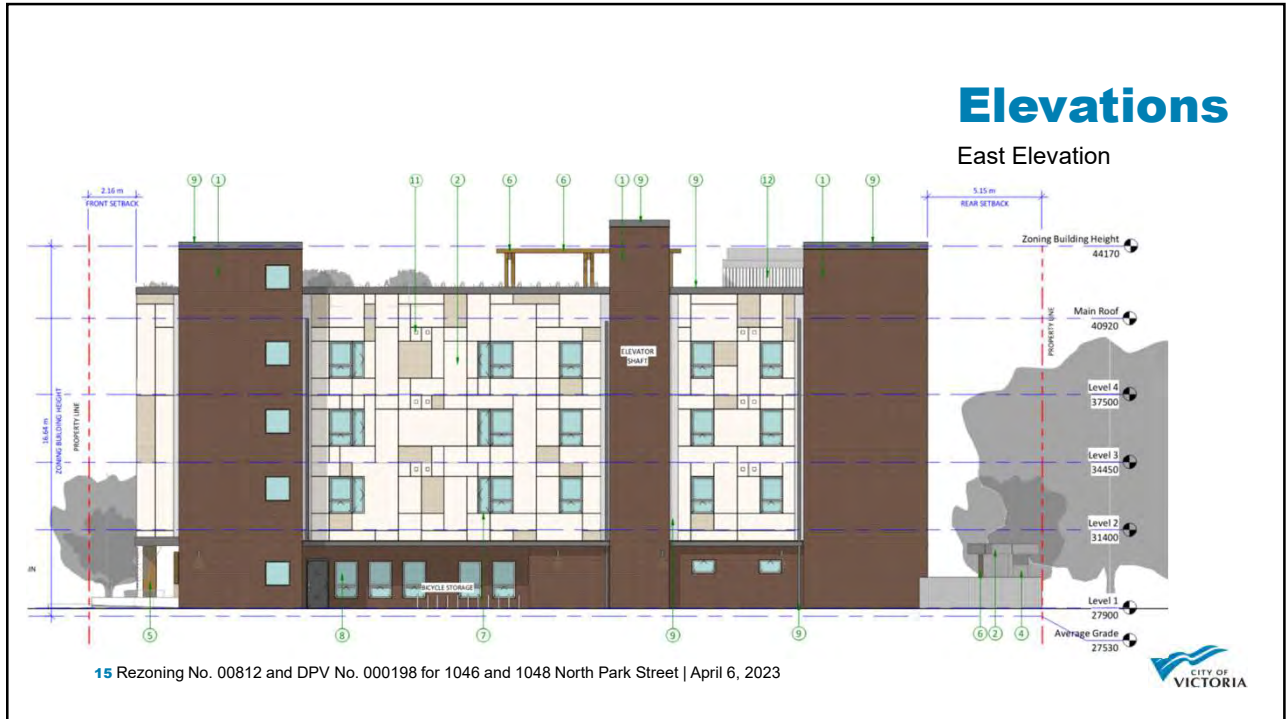 Elevations
East Elevation
2.16 m
FRONT SETBACK
9 1 11 2 6 6 1 9 9 12 1 9
5.15 m
REAR SETBACK
Zoning Building Height
44170
Main Roof
40920
PROPERTY LINE
ELEVATOR
SHAFT
Level 4
37500
16.64 m
ZONING BUILDING HEIGHT
PROPERTY LINE
Level 3
34450
Level 2
31400
IN
BICYCLE STORAGE
Level 1
27900
5 8 7 9 9 6 2 4
Average Grade
27530
15 Rezoning No. 00812 and DPV No. 000198 for 1046 and 1048 North Park Street | April 6, 2023
CITY OF
VICTORIA